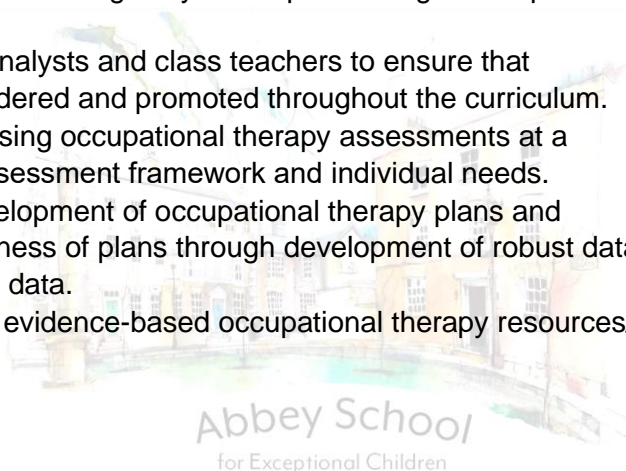 nalysts and class teachers to ensure that
dered and promoted throughout the curriculum.
sing occupational therapy assessments at a
sessment framework and individual needs.
elopment of occupational therapy plans and
ness of plans through development of robust data
data.
evidence-based occupational therapy resources/
Abbey School
for Exceptional Children